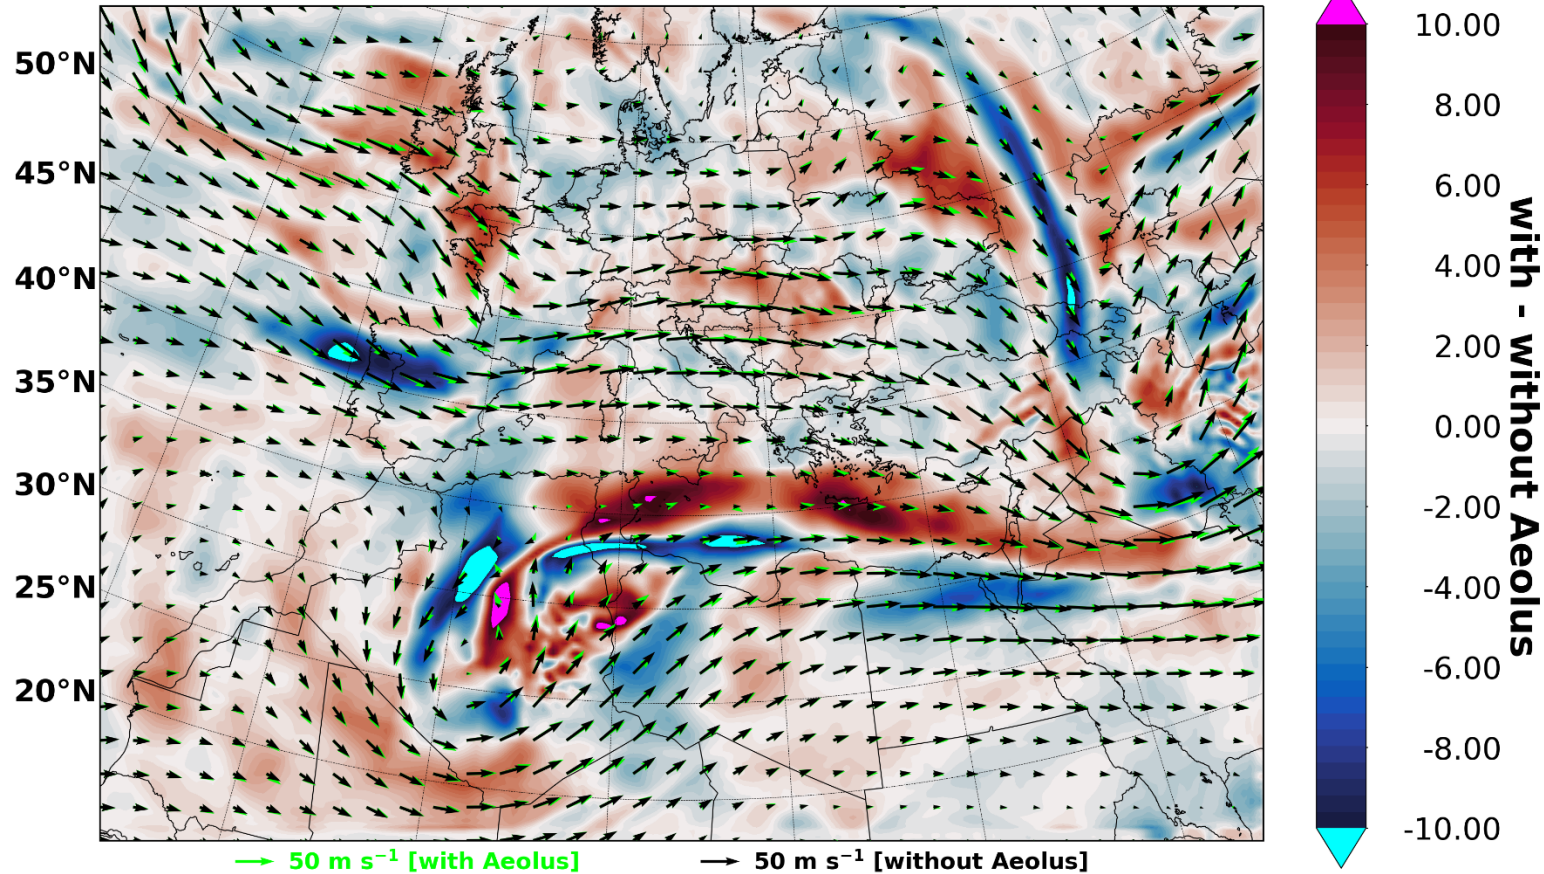 50°N
45°N
40°N
35°N
30°N
25°N
20°N
10.00
8.00
6.00
4.00
2.00
0.00
-2.00
-4.00
-6.00
-8.00
-10.00
with - without Aeolus
50 m s⁻¹ [with Aeolus]
50 m s⁻¹ [without Aeolus]